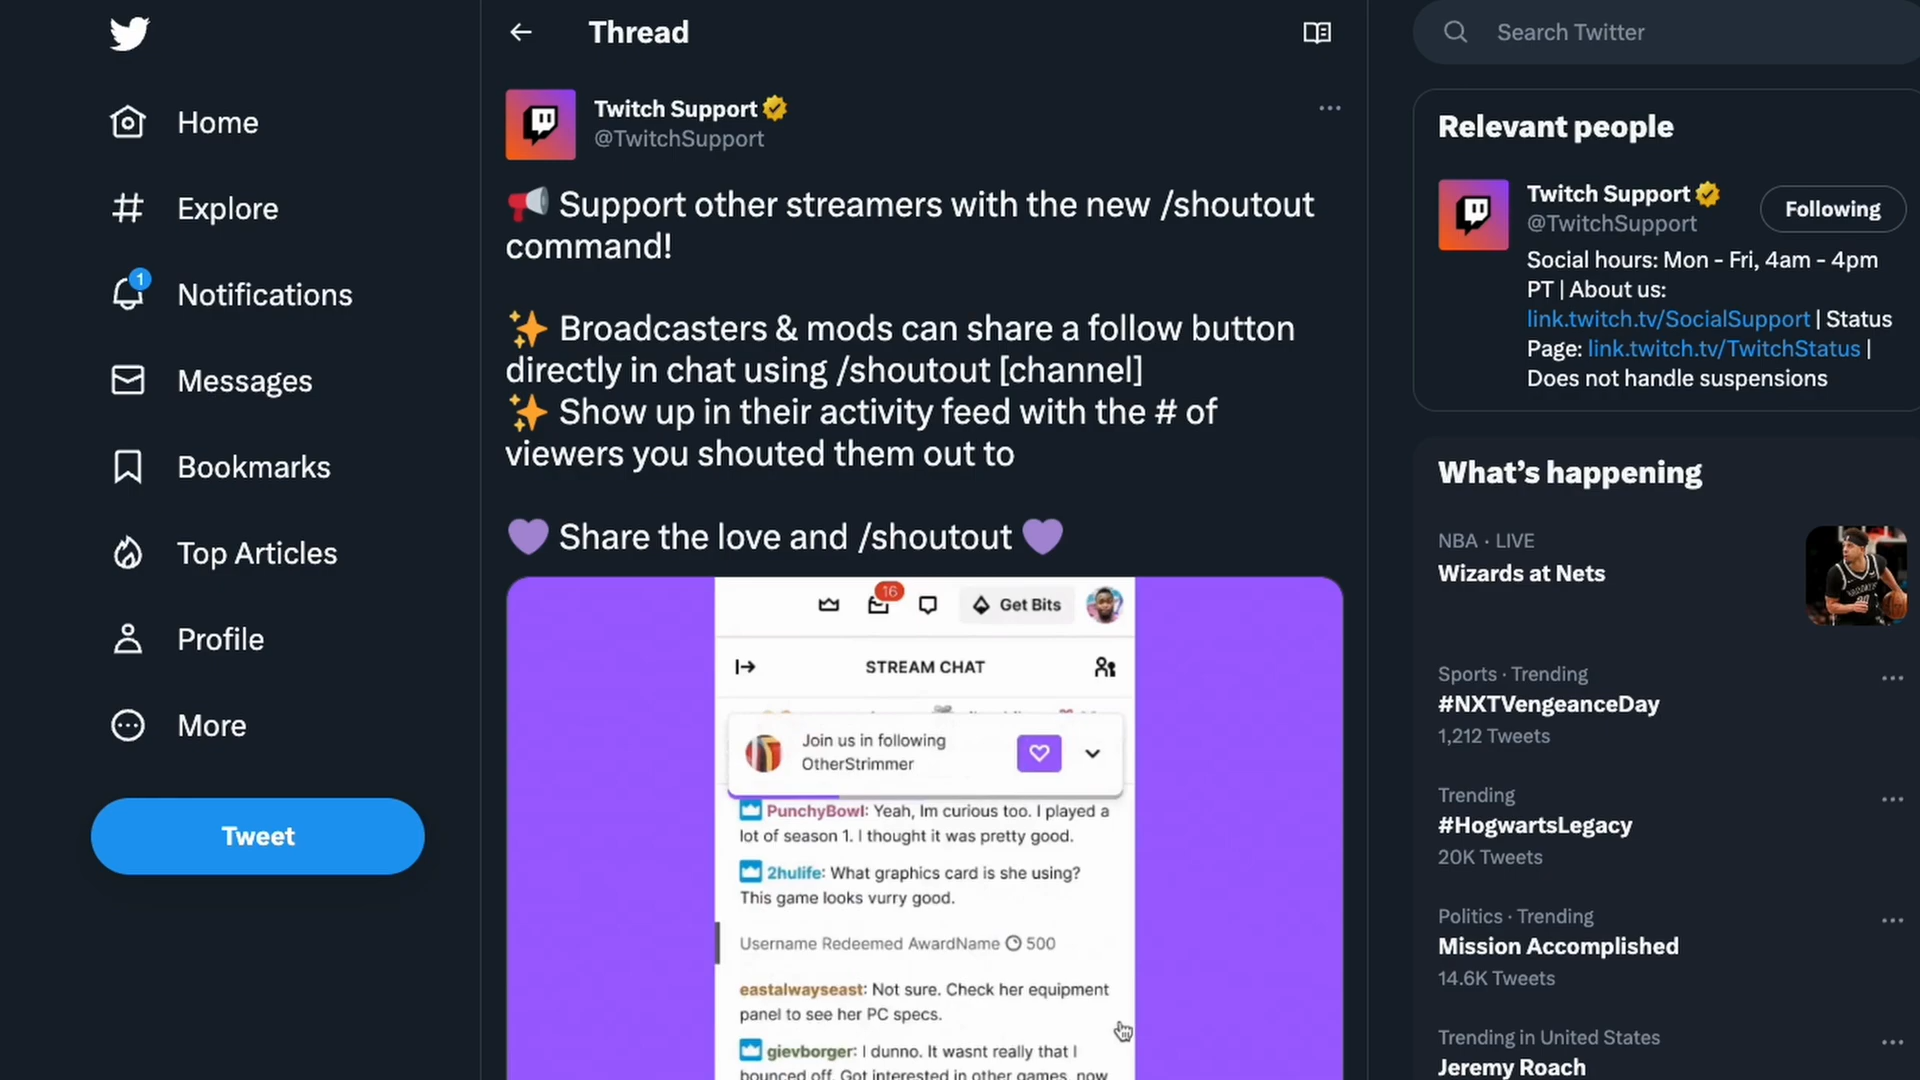 Home
Explore
1
Notifications
Messages
Bookmarks
Top Articles
Profile
More
Tweet
Thread
Twitch Support
@TwitchSupport
Support other streamers with the new /shoutout
command!
Broadcasters & mods can share a follow button
directly in chat using /shoutout [channel]
Show up in their activity feed with the # of
viewers you shouted them out to
Share the love and /shoutout
16
Get Bits
STREAM CHAT
Join us in following
OtherStrimmer
PunchyBowl: Yeah, Im curious too. I played a
lot of season 1. I thought it was pretty good.
2hulife: What graphics card is she using?
This game looks vurry good.
Username Redeemed AwardName 500
eastalwayseast: Not sure. Check her equipment
panel to see her PC specs.
gievborger: I dunno. It wasnt really that I
bounced off. Got interested in other games, now
Search Twitter
Relevant people
Twitch Support
@TwitchSupport
Following
Social hours: Mon - Fri, 4am - 4pm
PT | About us:
link.twitch.tv/SocialSupport | Status
Page: link.twitch.tv/TwitchStatus |
Does not handle suspensions
What's happening
NBA · LIVE
Wizards at Nets
Sports · Trending
#NXTVengeanceDay
1,212 Tweets
Trending
#HogwartsLegacy
20K Tweets
Politics · Trending
Mission Accomplished
14.6K Tweets
Trending in United States
Jeremy Roach